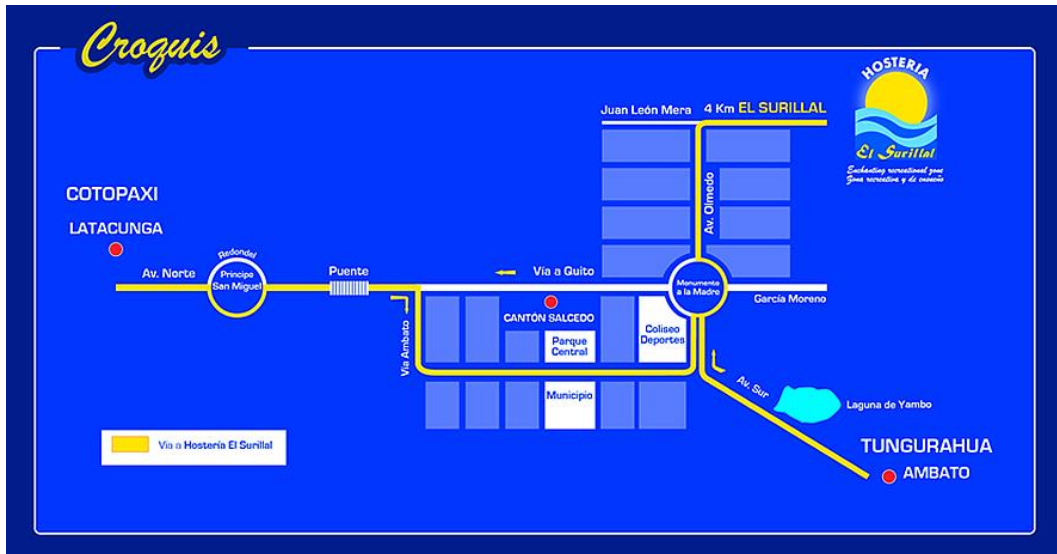 Croquis
HOSTERIA
El Surillal
Enchanting recreational zone
Zona recreativa y de ensueño
Juan León Mera
4 Km EL SURILLAL
Av. Olmedo
COTOPAXI
LATACUNGA
Av. Norte
Redondel
Principe
San Miguel
Puente
Vía a Quito
Monumento
a la Madre
García Moreno
CANTÓN SALCEDO
Vía Ambato
Parque
Central
Coliseo
Deportes
Municipio
Av. Sur
Laguna de Yambo
TUNGURAHUA
AMBATO
Vía a Hostería El Surillal